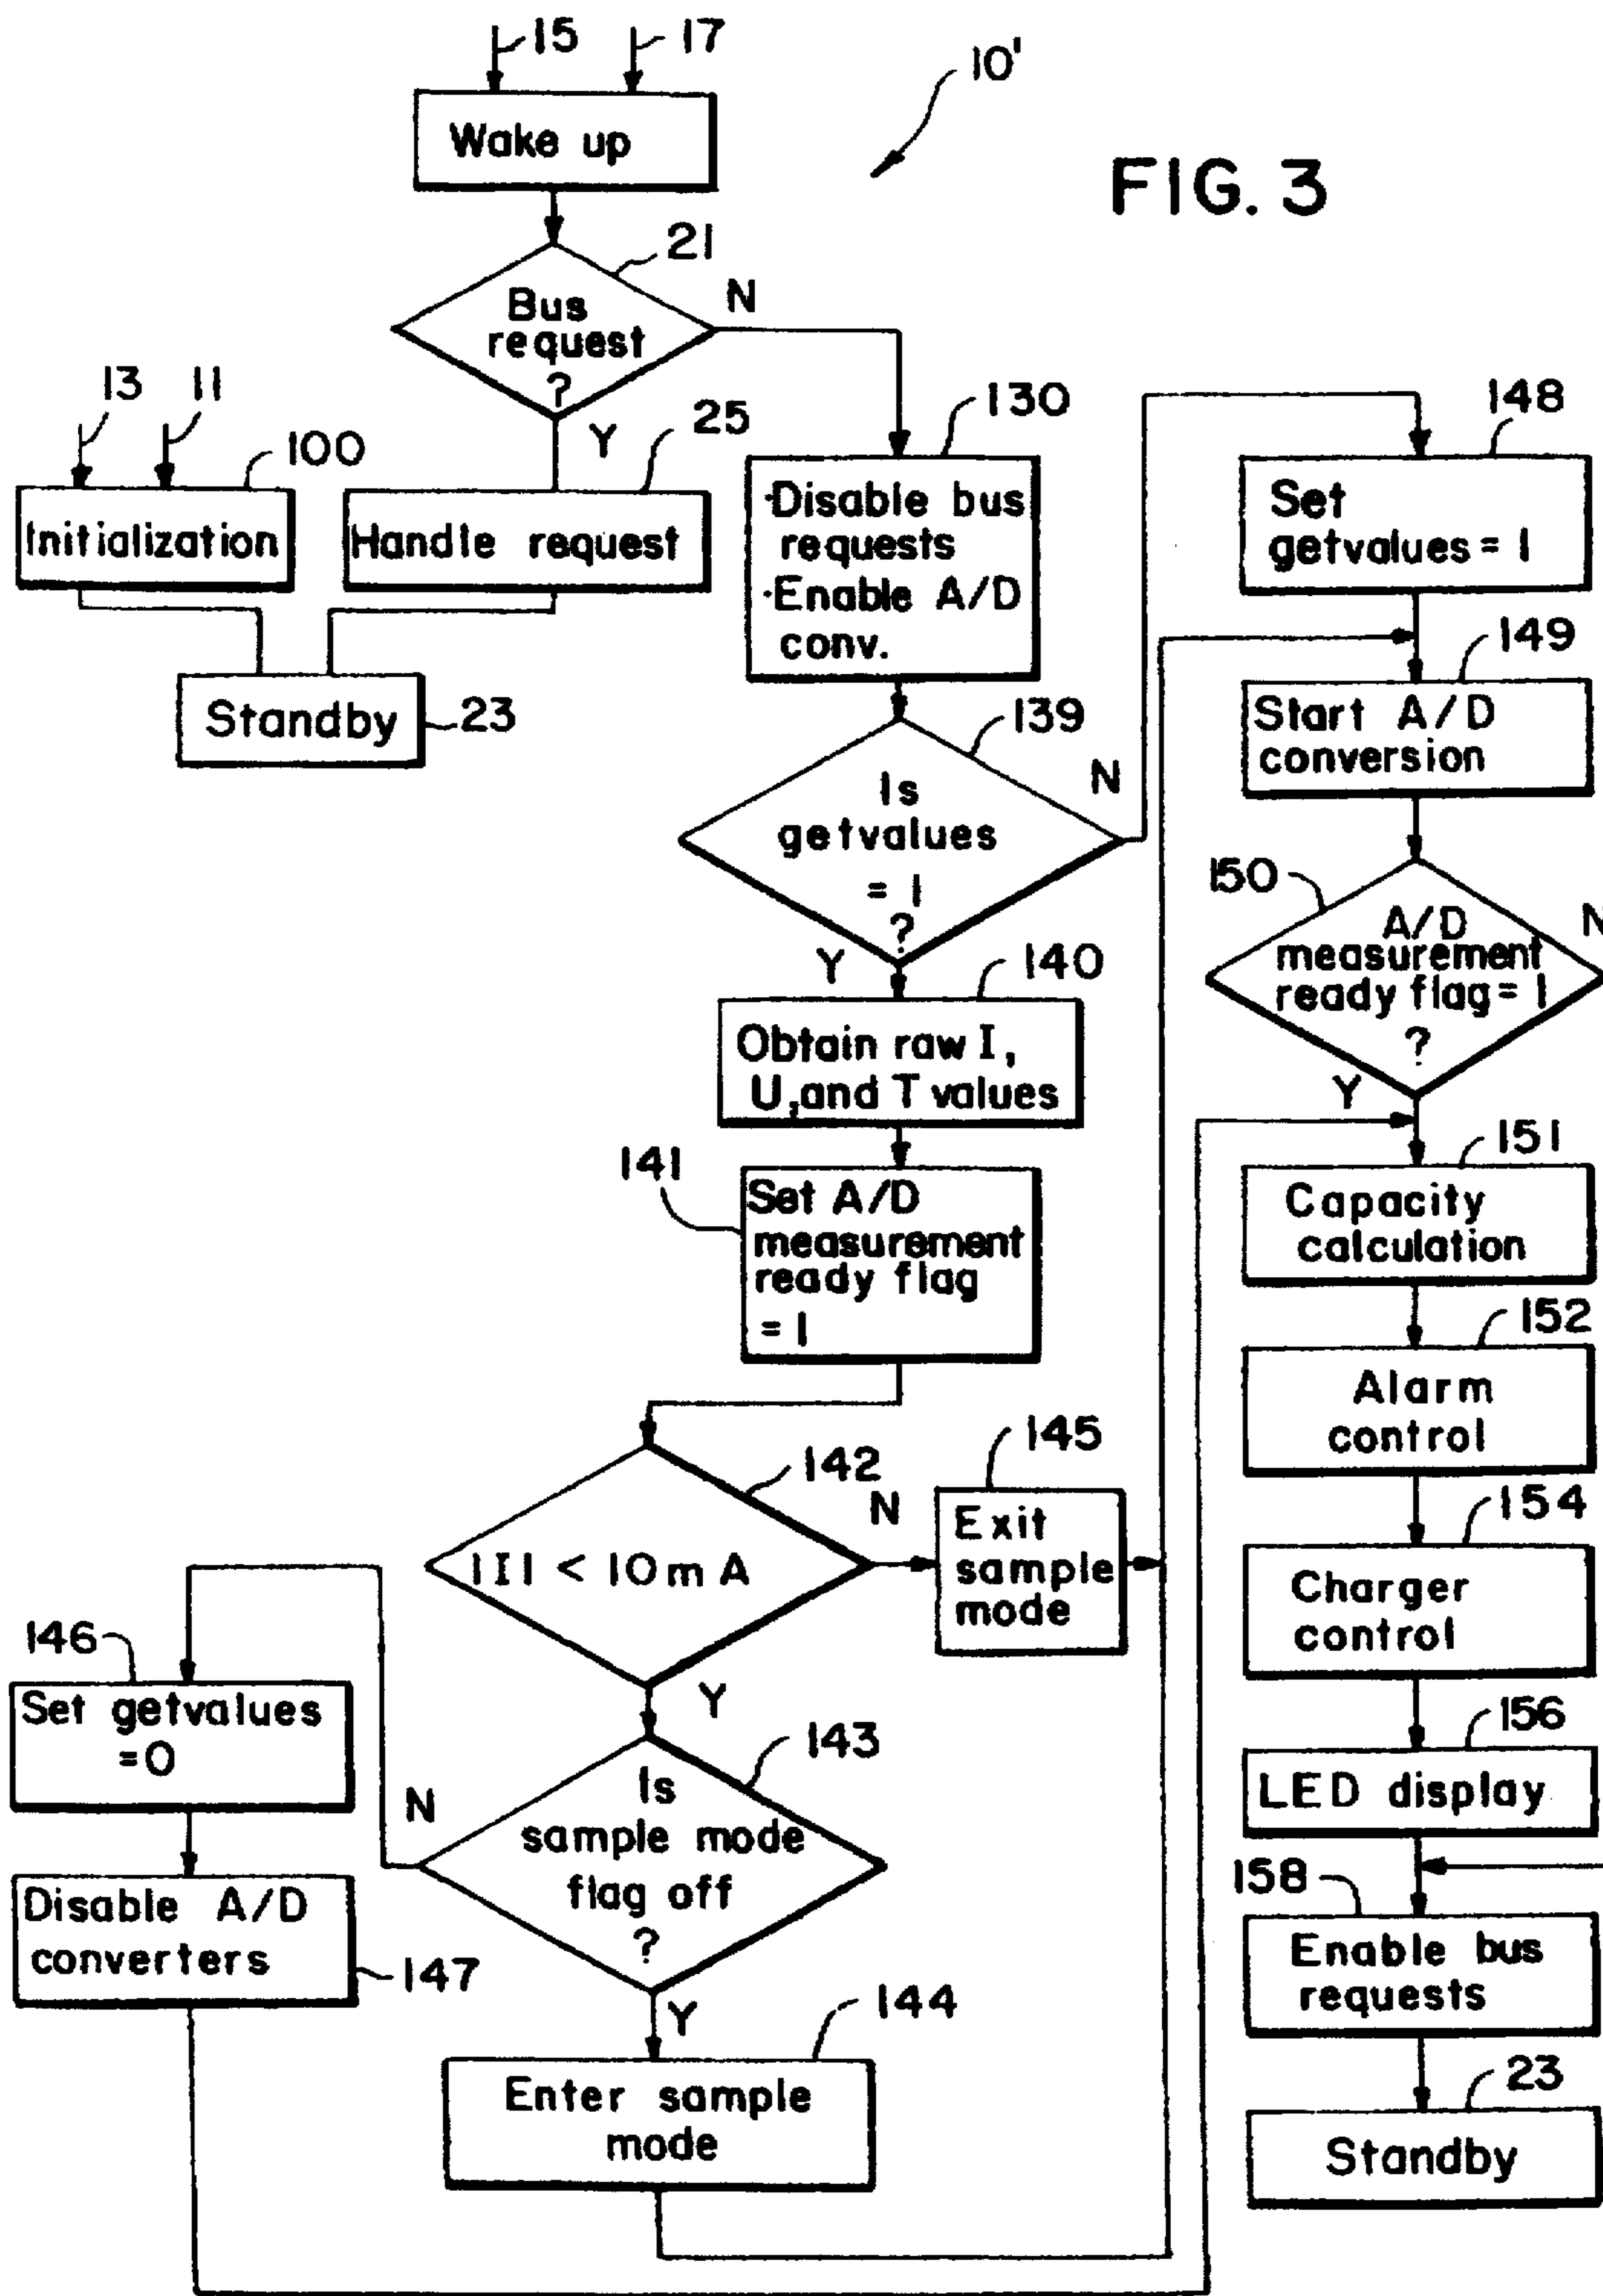 15
17
10'
FIG. 3
Wake up
21
N
Bus
request
?
Y
13
11
100
25
Initialization
Handle request
Standby
23
130
·Disable bus
requests
·Enable A/D
conv.
139
N
Is
getvalues
= 1
?
Y
140
Obtain raw I,
U,and T values
141
Set A/D
measurement
ready flag
= 1
142
N
145
|I| < 10 m A
Exit
sample
mode
Y
143
146
Set getvalues
=0
N
Is
sample mode
flag off
?
Disable A/D
converters
147
Y
144
Enter sample
mode
148
Set
getvalues = 1
149
Start A/D
conversion
150
N
A/D
measurement
ready flag = 1
?
Y
151
Capacity
calculation
152
Alarm
control
154
Charger
control
156
LED display
158
Enable bus
requests
23
Standby